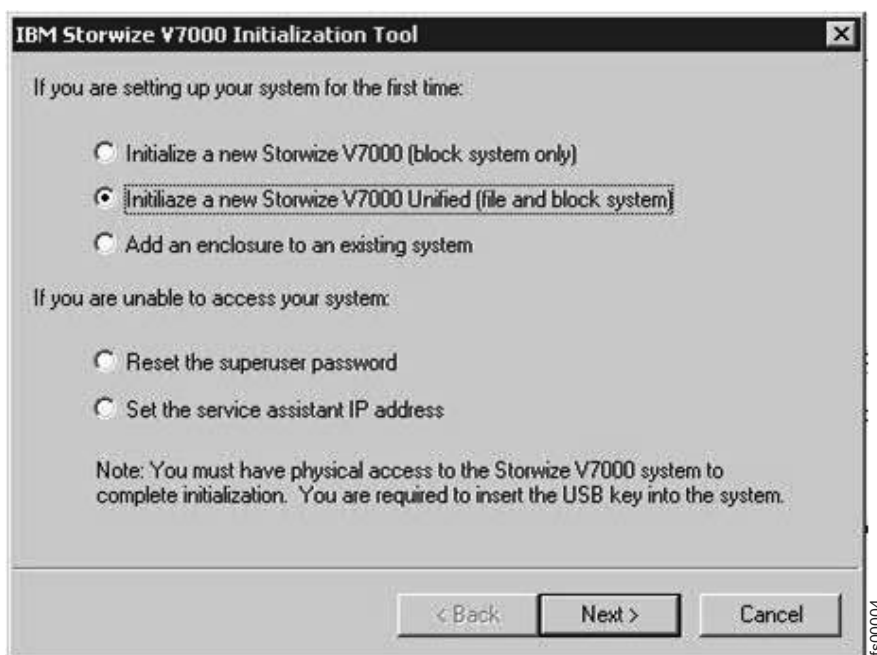 IBM Storwize V7000 Initialization Tool
If you are setting up your system for the first time:
Initialize a new Storwize V7000 (block system only)
Initiliaze a new Storwize V7000 Unified (file and block system)
Add an enclosure to an existing system
If you are unable to access your system:
Reset the superuser password
Set the service assistant IP address
Note: You must have physical access to the Storwize V7000 system to
complete initialization. You are required to insert the USB key into the system.
< Back
Next >
Cancel
fs00004